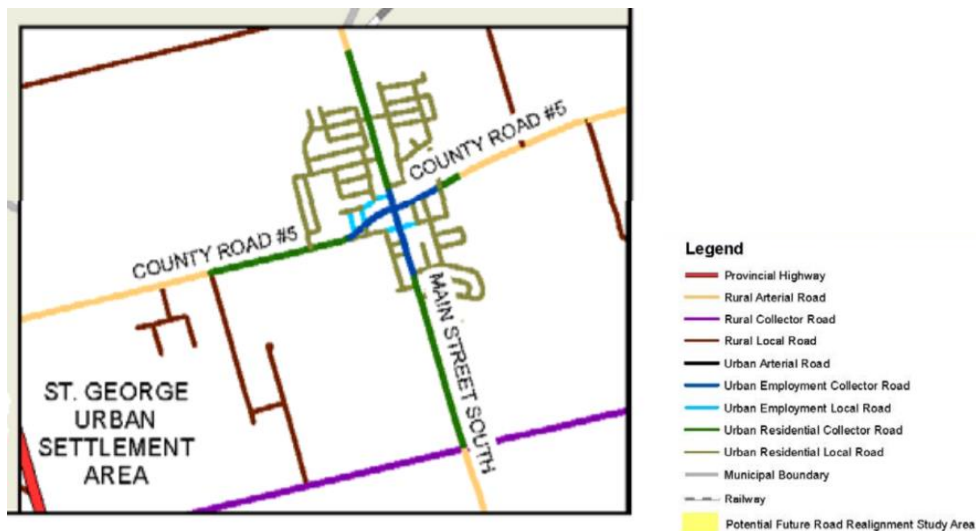 COUNTY ROAD #5
COUNTY ROAD #5
MAIN STREET SOUTH
ST. GEORGE
URBAN
SETTLEMENT
AREA
Legend
Provincial Highway
Rural Arterial Road
Rural Collector Road
Rural Local Road
Urban Arterial Road
Urban Employment Collector Road
Urban Employment Local Road
Urban Residential Collector Road
Urban Residential Local Road
Municipal Boundary
Railway
Potential Future Road Realignment Study Area